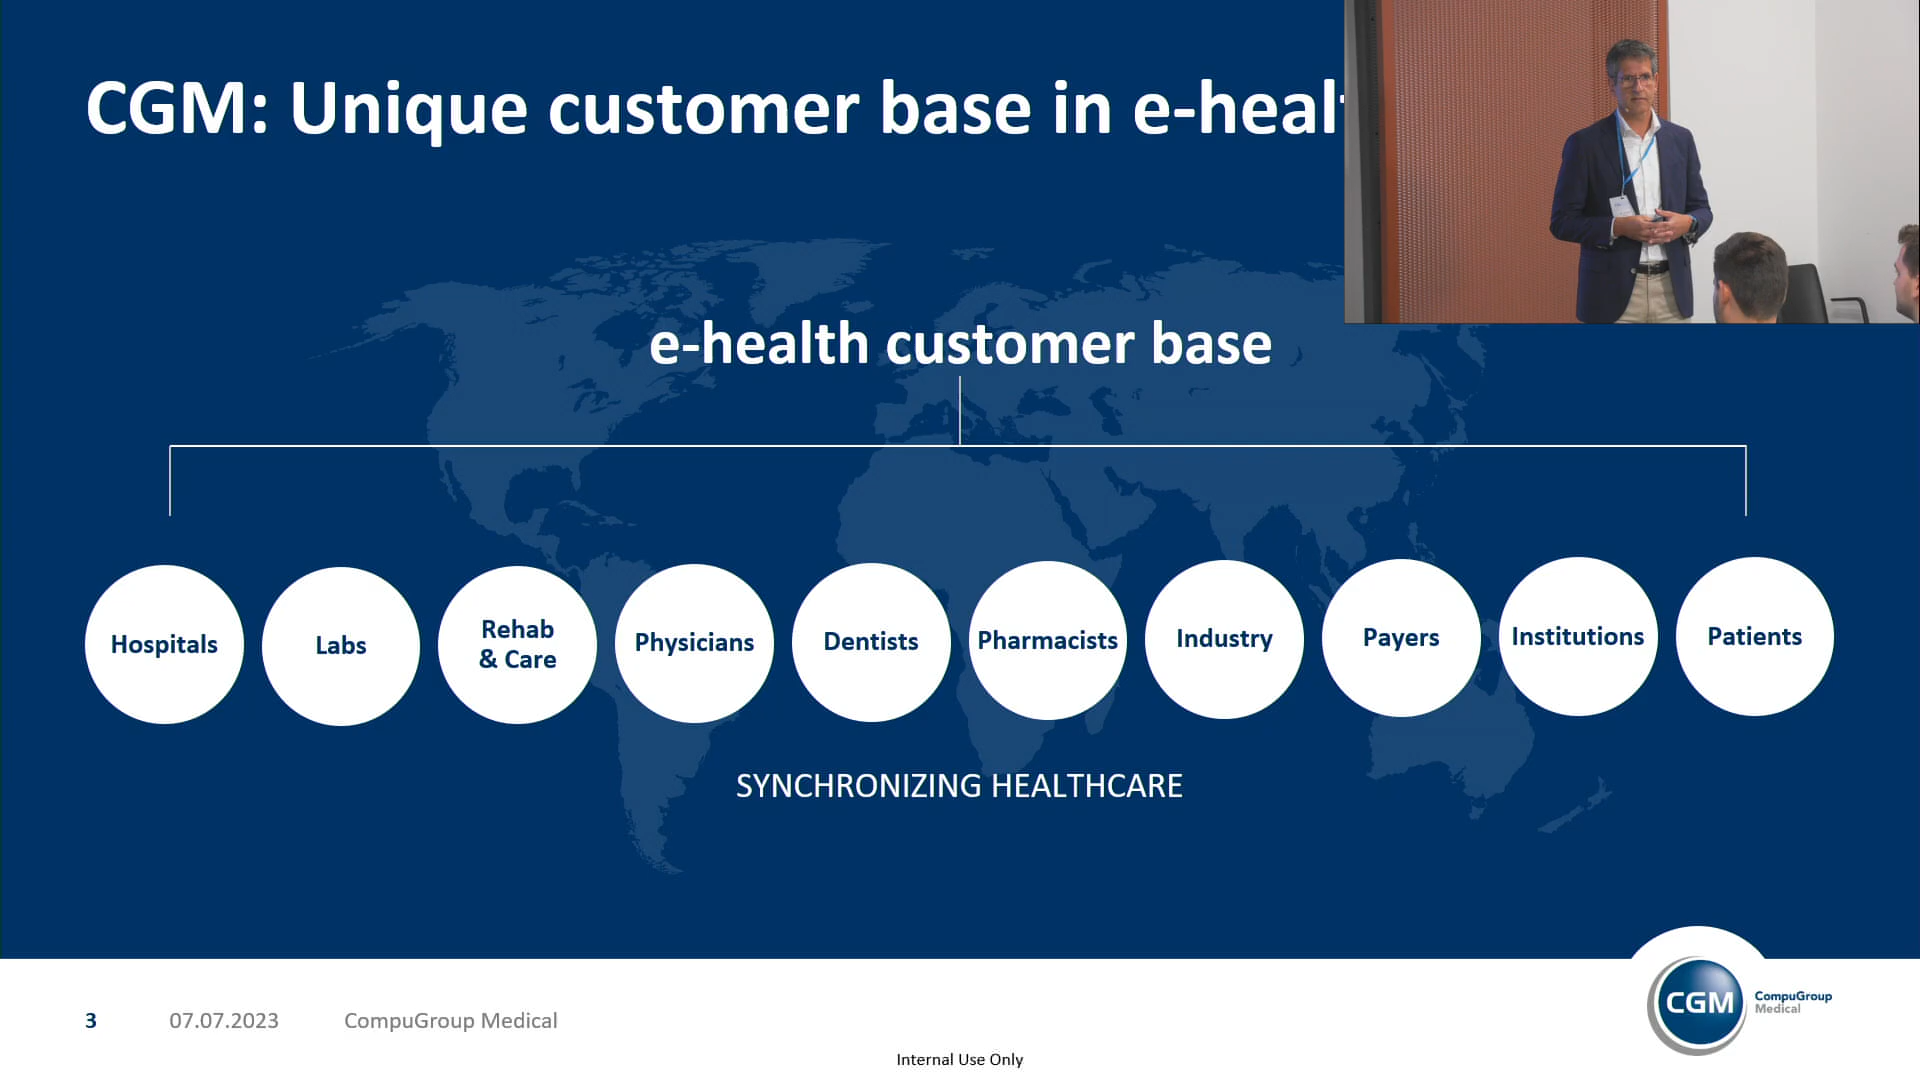 CGM: Unique customer base in e-healt
e-health customer base
Hospitals
Labs
Rehab
& Care
Physicians
Dentists
Pharmacists
Industry
Payers
Institutions
Patients
SYNCHRONIZING HEALTHCARE
3 07.07.2023 CompuGroup Medical
CGM
CompuGroup
Medical
Internal Use Only